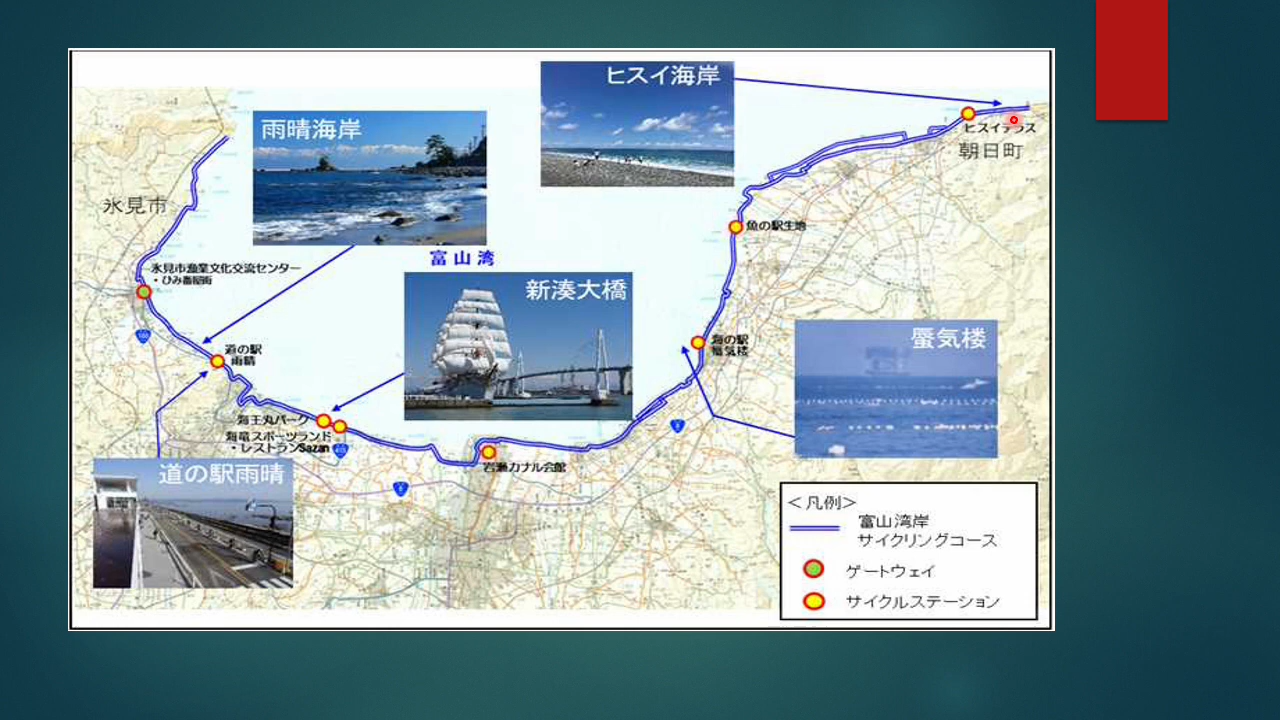 ヒスイ海岸
雨晴海岸
ヒスイテラス
朝日町
氷見市
魚の駅生地
富山湾
氷見市漁業文化交流センター
・ひみ番屋街
新湊大橋
海の駅
蜃気楼
蜃気楼
道の駅
雨晴
海王丸パーク
海竜スポーツランド
・レストランSazan
岩瀬カナル会館
道の駅雨晴
＜凡例＞
富山湾岸
サイクリングコース
ゲートウェイ
サイクルステーション